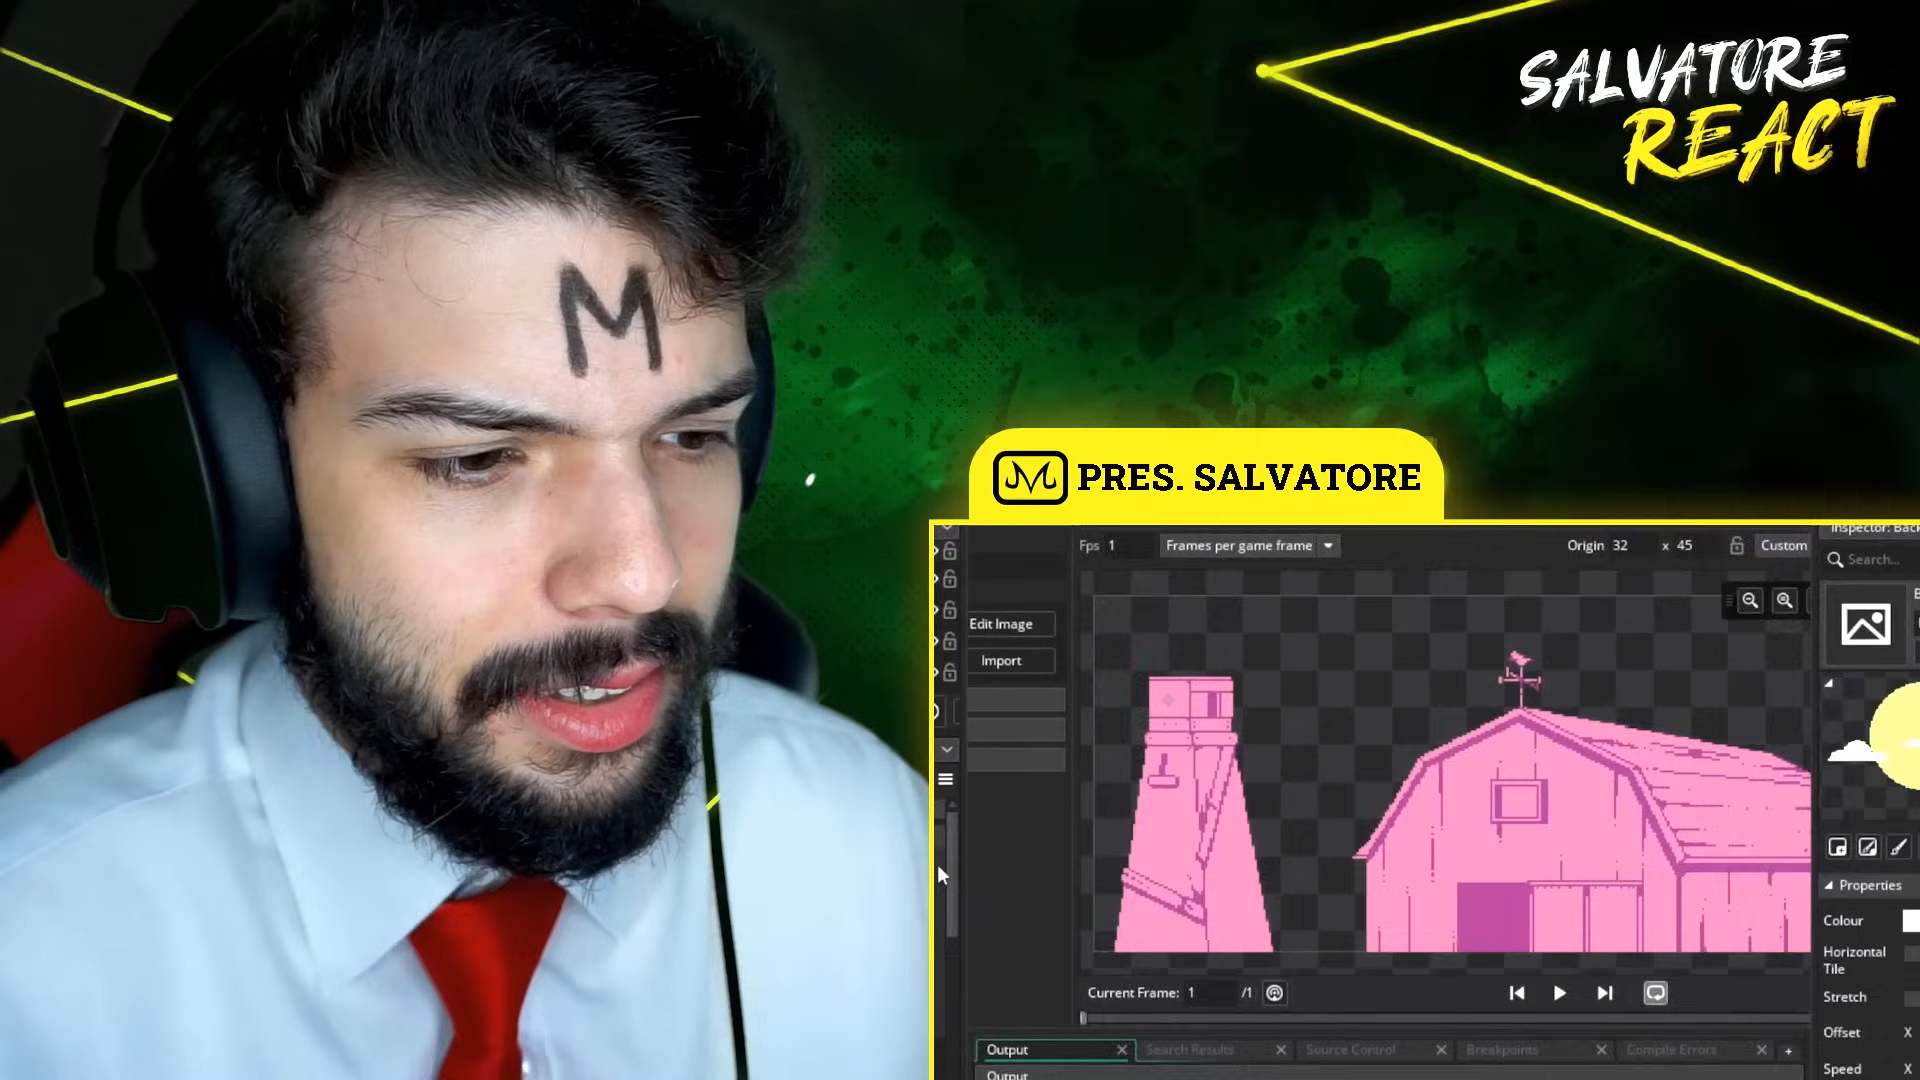 SALVATORE
REACT
M
PRES. SALVATORE
Fps 1
Frames per game frame
Origin 32 x 45
Custom
Inspector: Back
Search...
Edit Image
Import
Properties
Colour
Horizontal
Tile
Stretch
Offset X
Speed X
Current Frame: 1 /1
Output
Search Results
Source Control
Breakpoints
Compile Errors
Output